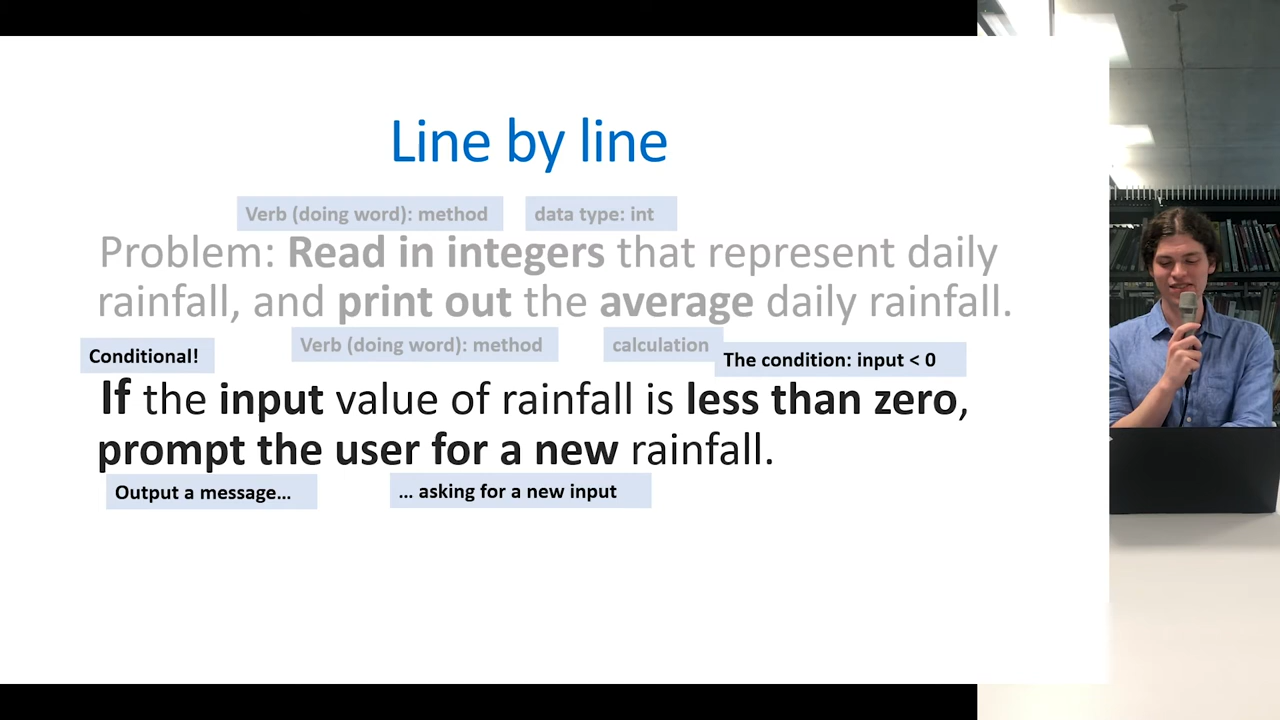 Line by line
Verb (doing word): method data type: int
Problem: Read in integers that represent daily
rainfall, and print out the average daily rainfall.
Verb (doing word): method calculation
Conditional! The condition: input < 0
If the input value of rainfall is less than zero,
prompt the user for a new rainfall.
Output a message… … asking for a new input